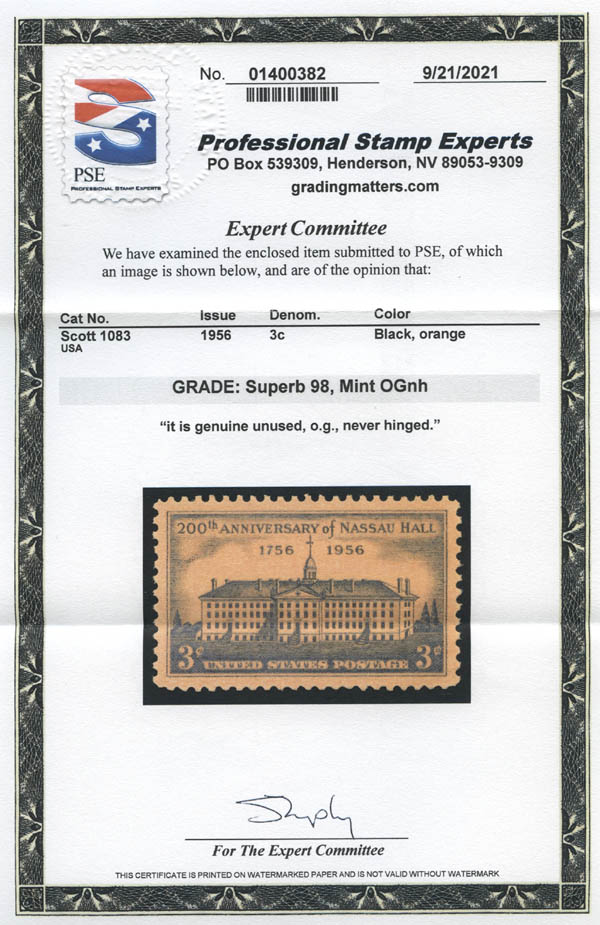 No. 01400382 9/21/2021
PSE
PROFESSIONAL STAMP EXPERTS
Professional Stamp Experts
PO Box 539309, Henderson, NV 89053-9309
gradingmatters.com
Expert Committee
We have examined the enclosed item submitted to PSE, of which
an image is shown below, and are of the opinion that:
Cat No. Issue Denom. Color
Scott 1083 1956 3c Black, orange
USA
GRADE: Superb 98, Mint OGnh
“it is genuine unused, o.g., never hinged.”
200th ANNIVERSARY of NASSAU HALL
1756 1956
3¢ UNITED STATES POSTAGE 3¢
For The Expert Committee
THIS CERTIFICATE IS PRINTED ON WATERMARKED PAPER AND IS NOT VALID WITHOUT WATERMARK